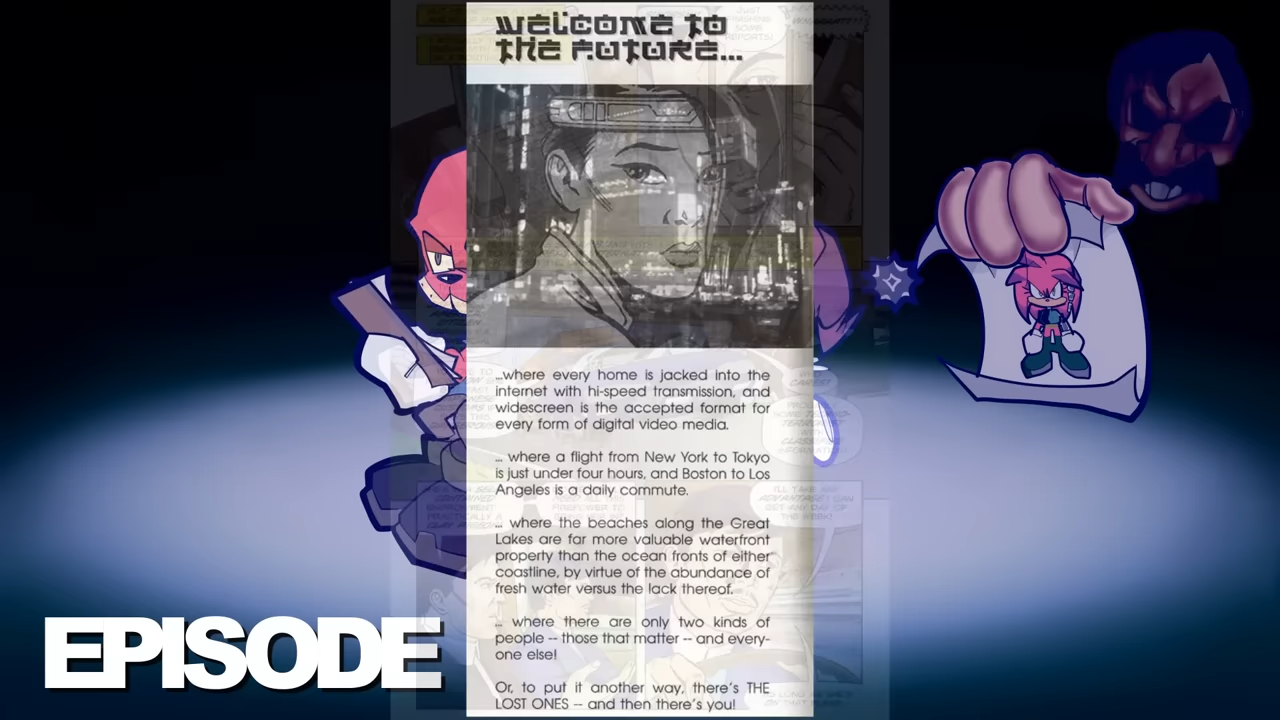 WELCOME TO
THE FUTURE...
...where every home is jacked into the
internet with hi-speed transmission, and
widescreen is the accepted format for
every form of digital video media.
... where a flight from New York to Tokyo
is just under four hours, and Boston to Los
Angeles is a daily commute.
... where the beaches along the Great
Lakes are far more valuable waterfront
property than the ocean fronts of either
coastline, by virtue of the abundance of
fresh water versus the lack thereof.
... where there are only two kinds of
people -- those that matter -- and every-
one else!
Or, to put it another way, there's THE
LOST ONES -- and then there's you!
EPISODE